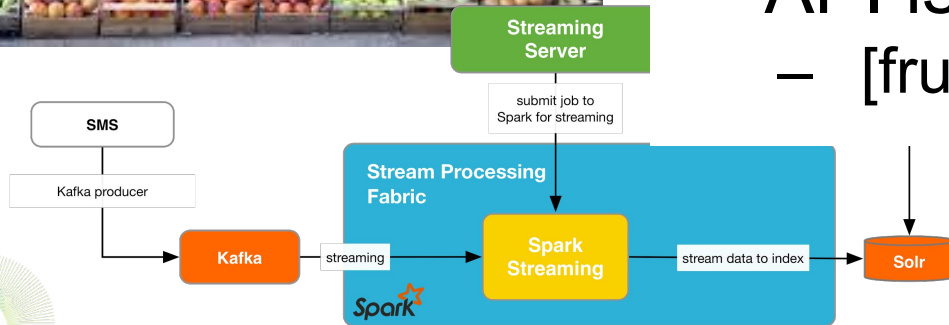 Streaming
Server
– [fru
submit job to
Spark for streaming
SMS
Kafka producer
Stream Processing
Fabric
Kafka
streaming
Spark
Streaming
stream data to index
Solr
Spark